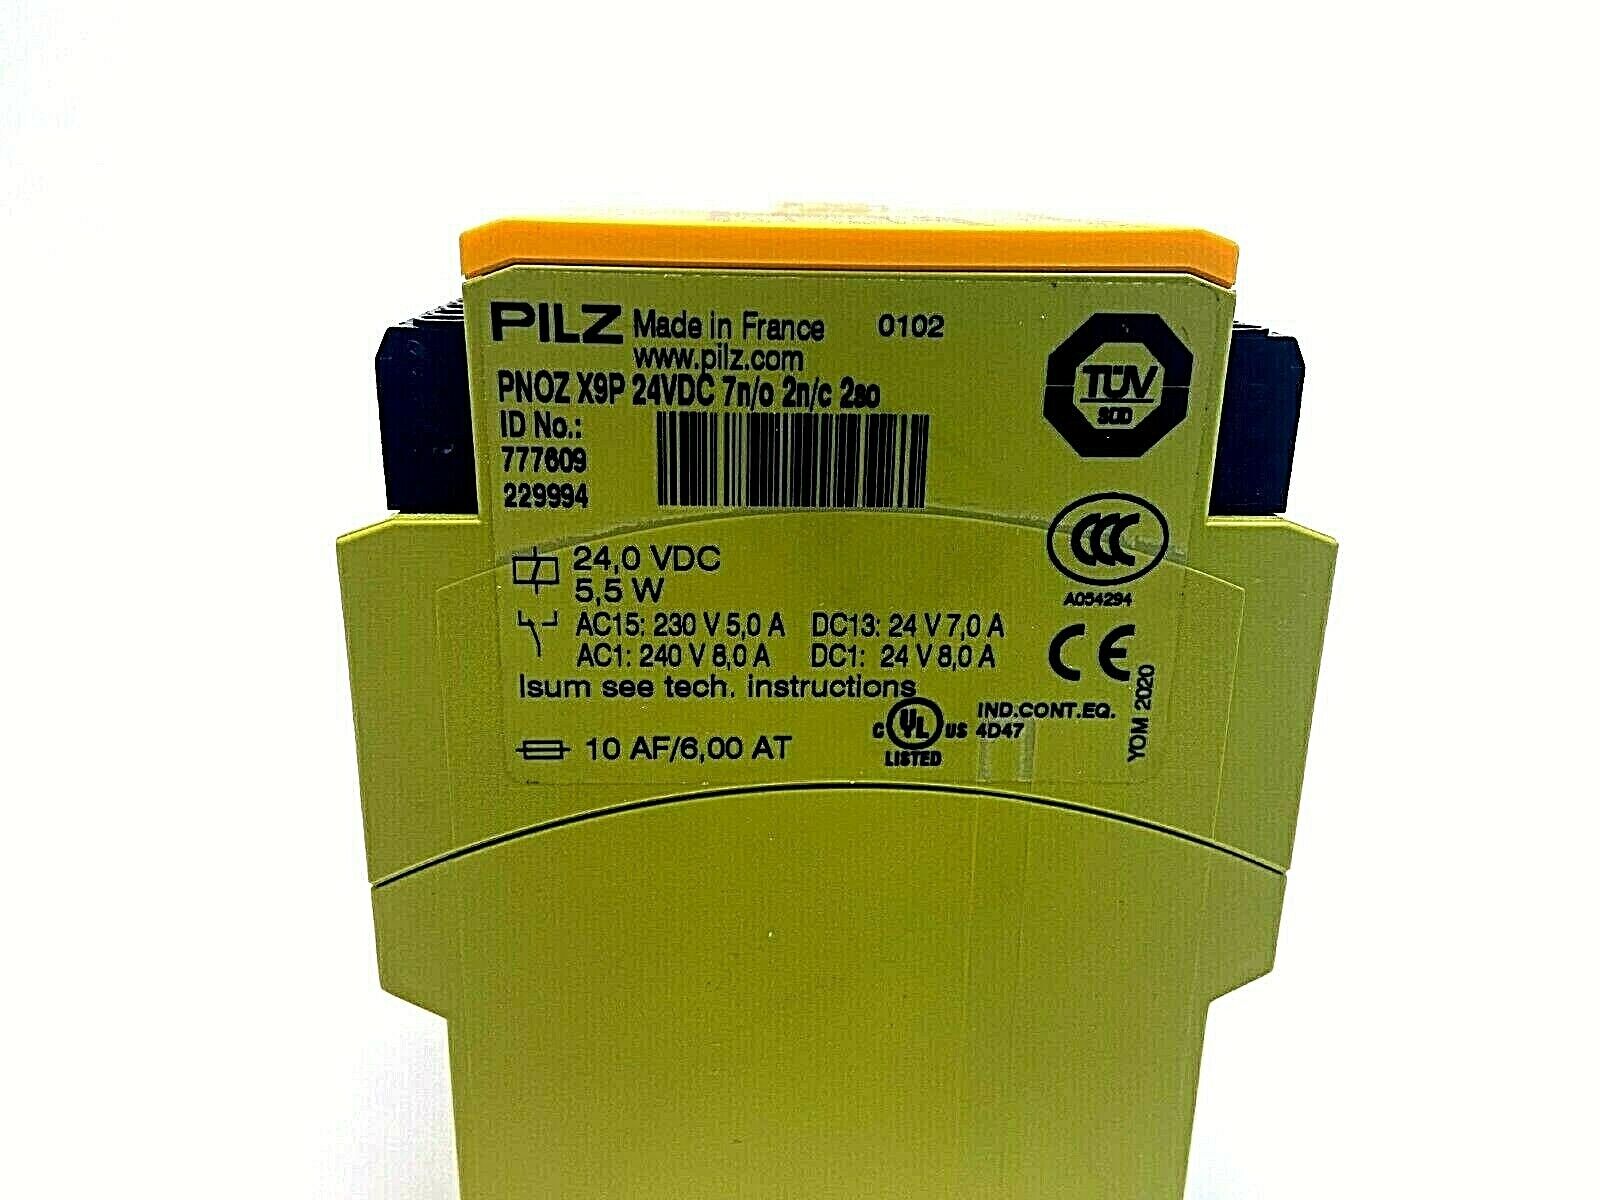 PILZ Made in France 0102
www.pilz.com
PNOZ X9P 24VDC 7n/o 2n/c 2so
ID No.:
777609
229994
TÜV
SÜD
CCC
A054294
24,0 VDC
5,5 W
AC15: 230 V 5,0 A DC13: 24 V 7,0 A
AC1: 240 V 8,0 A DC1: 24 V 8,0 A
Isum see tech. instructions
CE
C UL US IND.CONT.EQ.
4D47
LISTED
10 AF/6,00 AT
YOM 2020